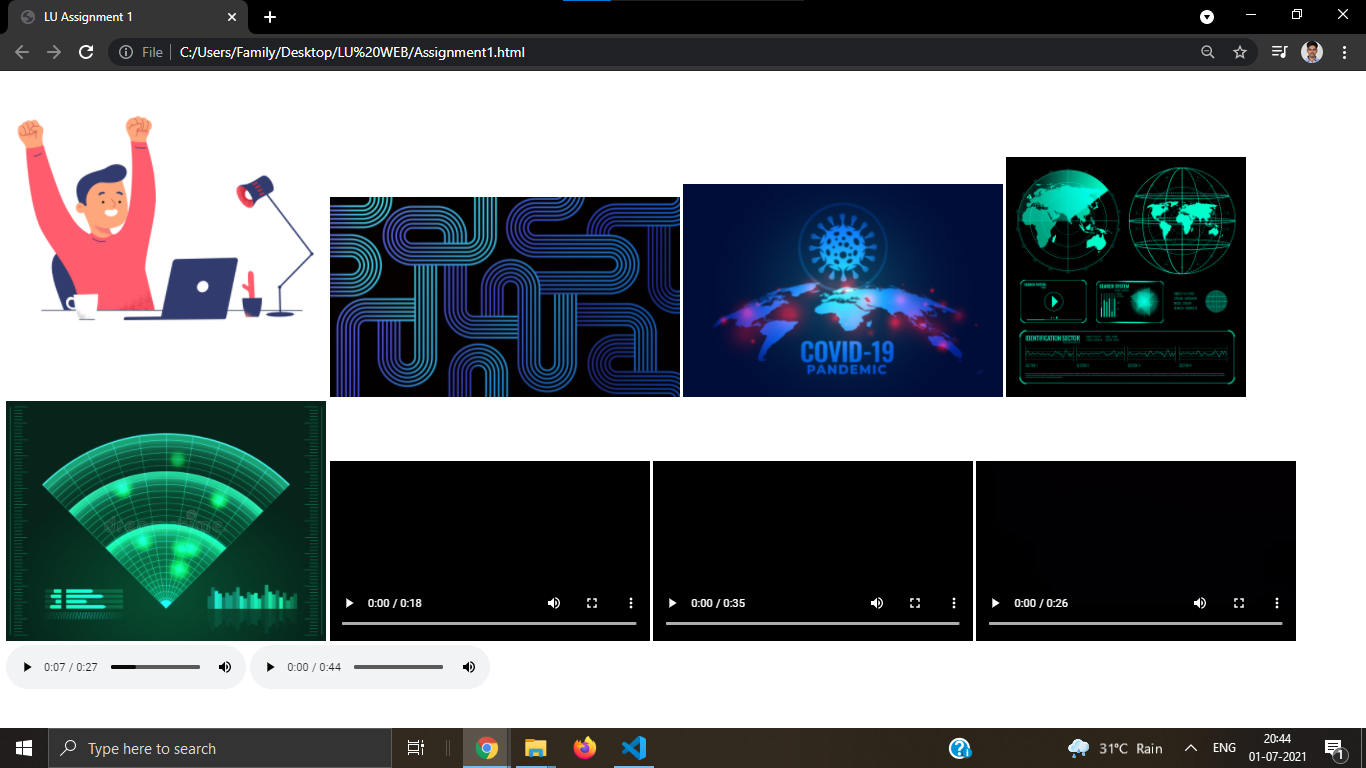 LU Assignment 1
File C:/Users/Family/Desktop/LU%20WEB/Assignment1.html
COVID-19
PANDEMIC
SEARCH SYSTEM
IDENTIFICATION SECTOR
0:00 / 0:18
0:00 / 0:35
0:00 / 0:26
0:07 / 0:27
0:00 / 0:44
Type here to search
31°C Rain
ENG
20:44
01-07-2021
1